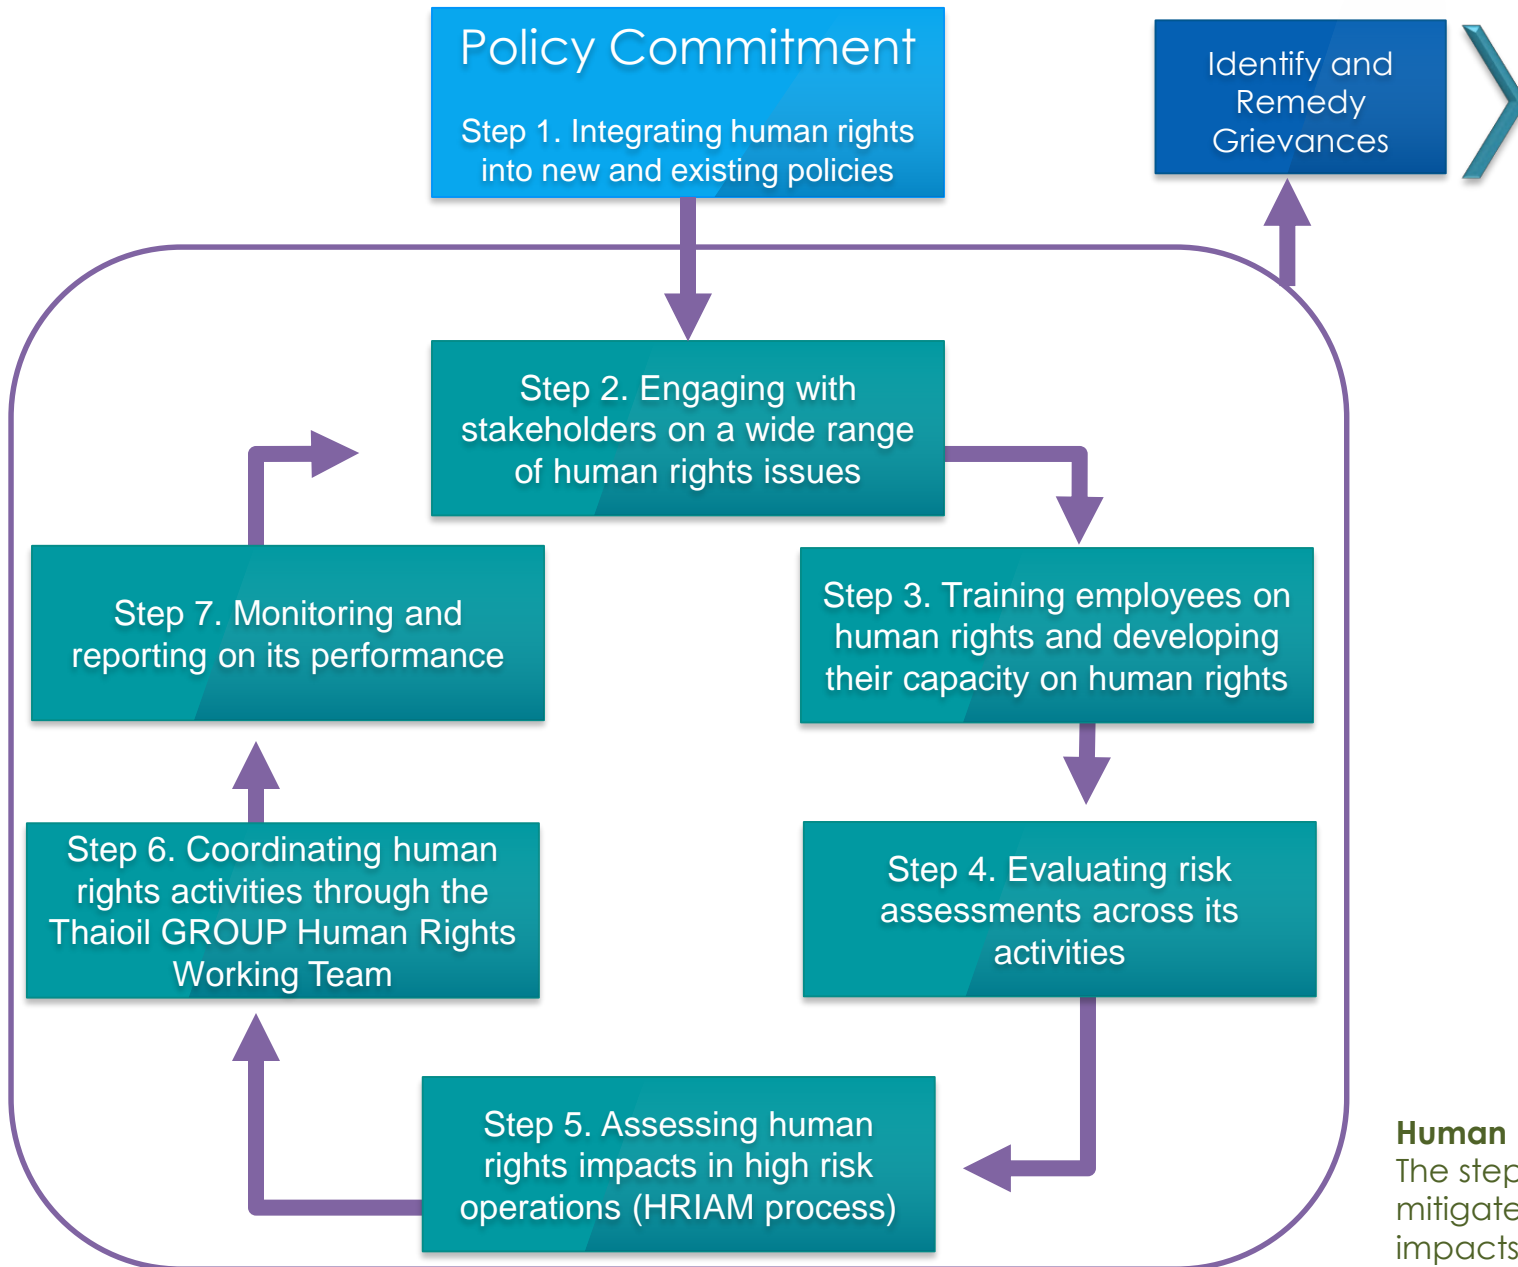 Policy Commitment
Step 1. Integrating human rights
into new and existing policies
Identify and
Remedy
Grievances
Step 2. Engaging with
stakeholders on a wide range
of human rights issues
Step 3. Training employees on
human rights and developing
their capacity on human rights
Step 4. Evaluating risk
assessments across its
activities
Step 5. Assessing human
rights impacts in high risk
operations (HRIAM process)
Step 6. Coordinating human
rights activities through the
Thaioil GROUP Human Rights
Working Team
Step 7. Monitoring and
reporting on its performance
Human
The step
mitigate
impacts